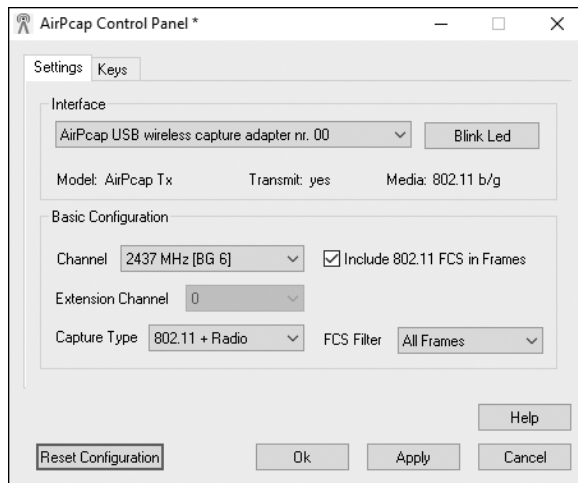 AirPcap Control Panel *
Settings Keys
Interface
AirPcap USB wireless capture adapter nr. 00 Blink Led
Model: AirPcap Tx Transmit: yes Media: 802.11 b/g
Basic Configuration
Channel 2437 MHz [BG 6] Include 802.11 FCS in Frames
Extension Channel 0
Capture Type 802.11 + Radio FCS Filter All Frames
Help
Reset Configuration Ok Apply Cancel